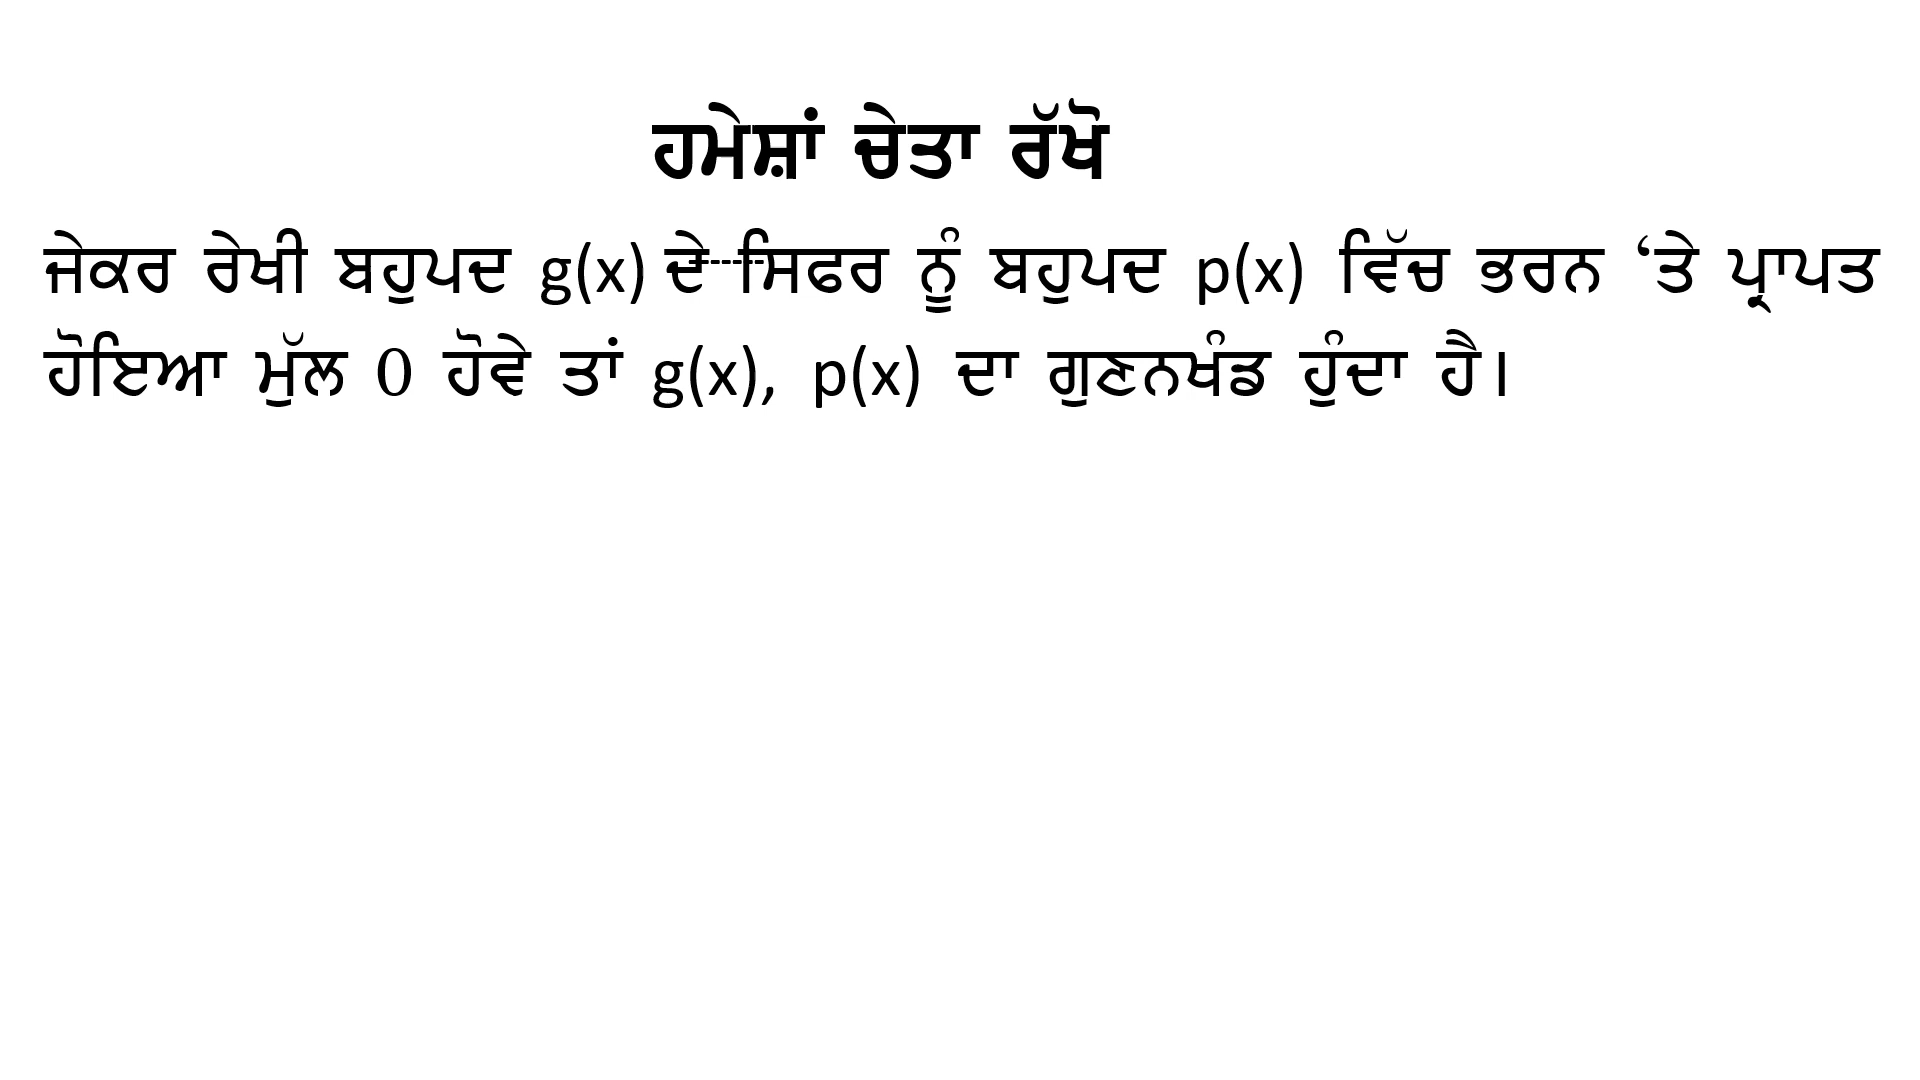 ਹਮੇਸ਼ਾਂ ਚੇਤਾ ਰੱਖੋ
ਜੇਕਰ ਰੇਖੀ ਬਹੁਪਦ g(x) ਦੇ ਸਿਫਰ ਨੂੰ ਬਹੁਪਦ p(x) ਵਿੱਚ ਭਰਨ ‘ਤੇ ਪ੍ਰਾਪਤ
ਹੋਇਆ ਮੁੱਲ 0 ਹੋਵੇ ਤਾਂ g(x), p(x) ਦਾ ਗੁਣਨਖੰਡ ਹੁੰਦਾ ਹੈ।